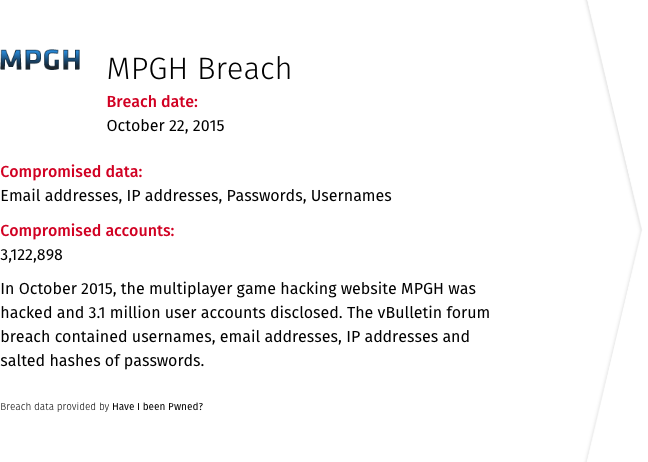 MPGH
MPGH Breach
Breach date:
October 22, 2015
Compromised data:
Email addresses, IP addresses, Passwords, Usernames
Compromised accounts:
3,122,898
In October 2015, the multiplayer game hacking website MPGH was
hacked and 3.1 million user accounts disclosed. The vBulletin forum
breach contained usernames, email addresses, IP addresses and
salted hashes of passwords.
Breach data provided by Have I been Pwned?